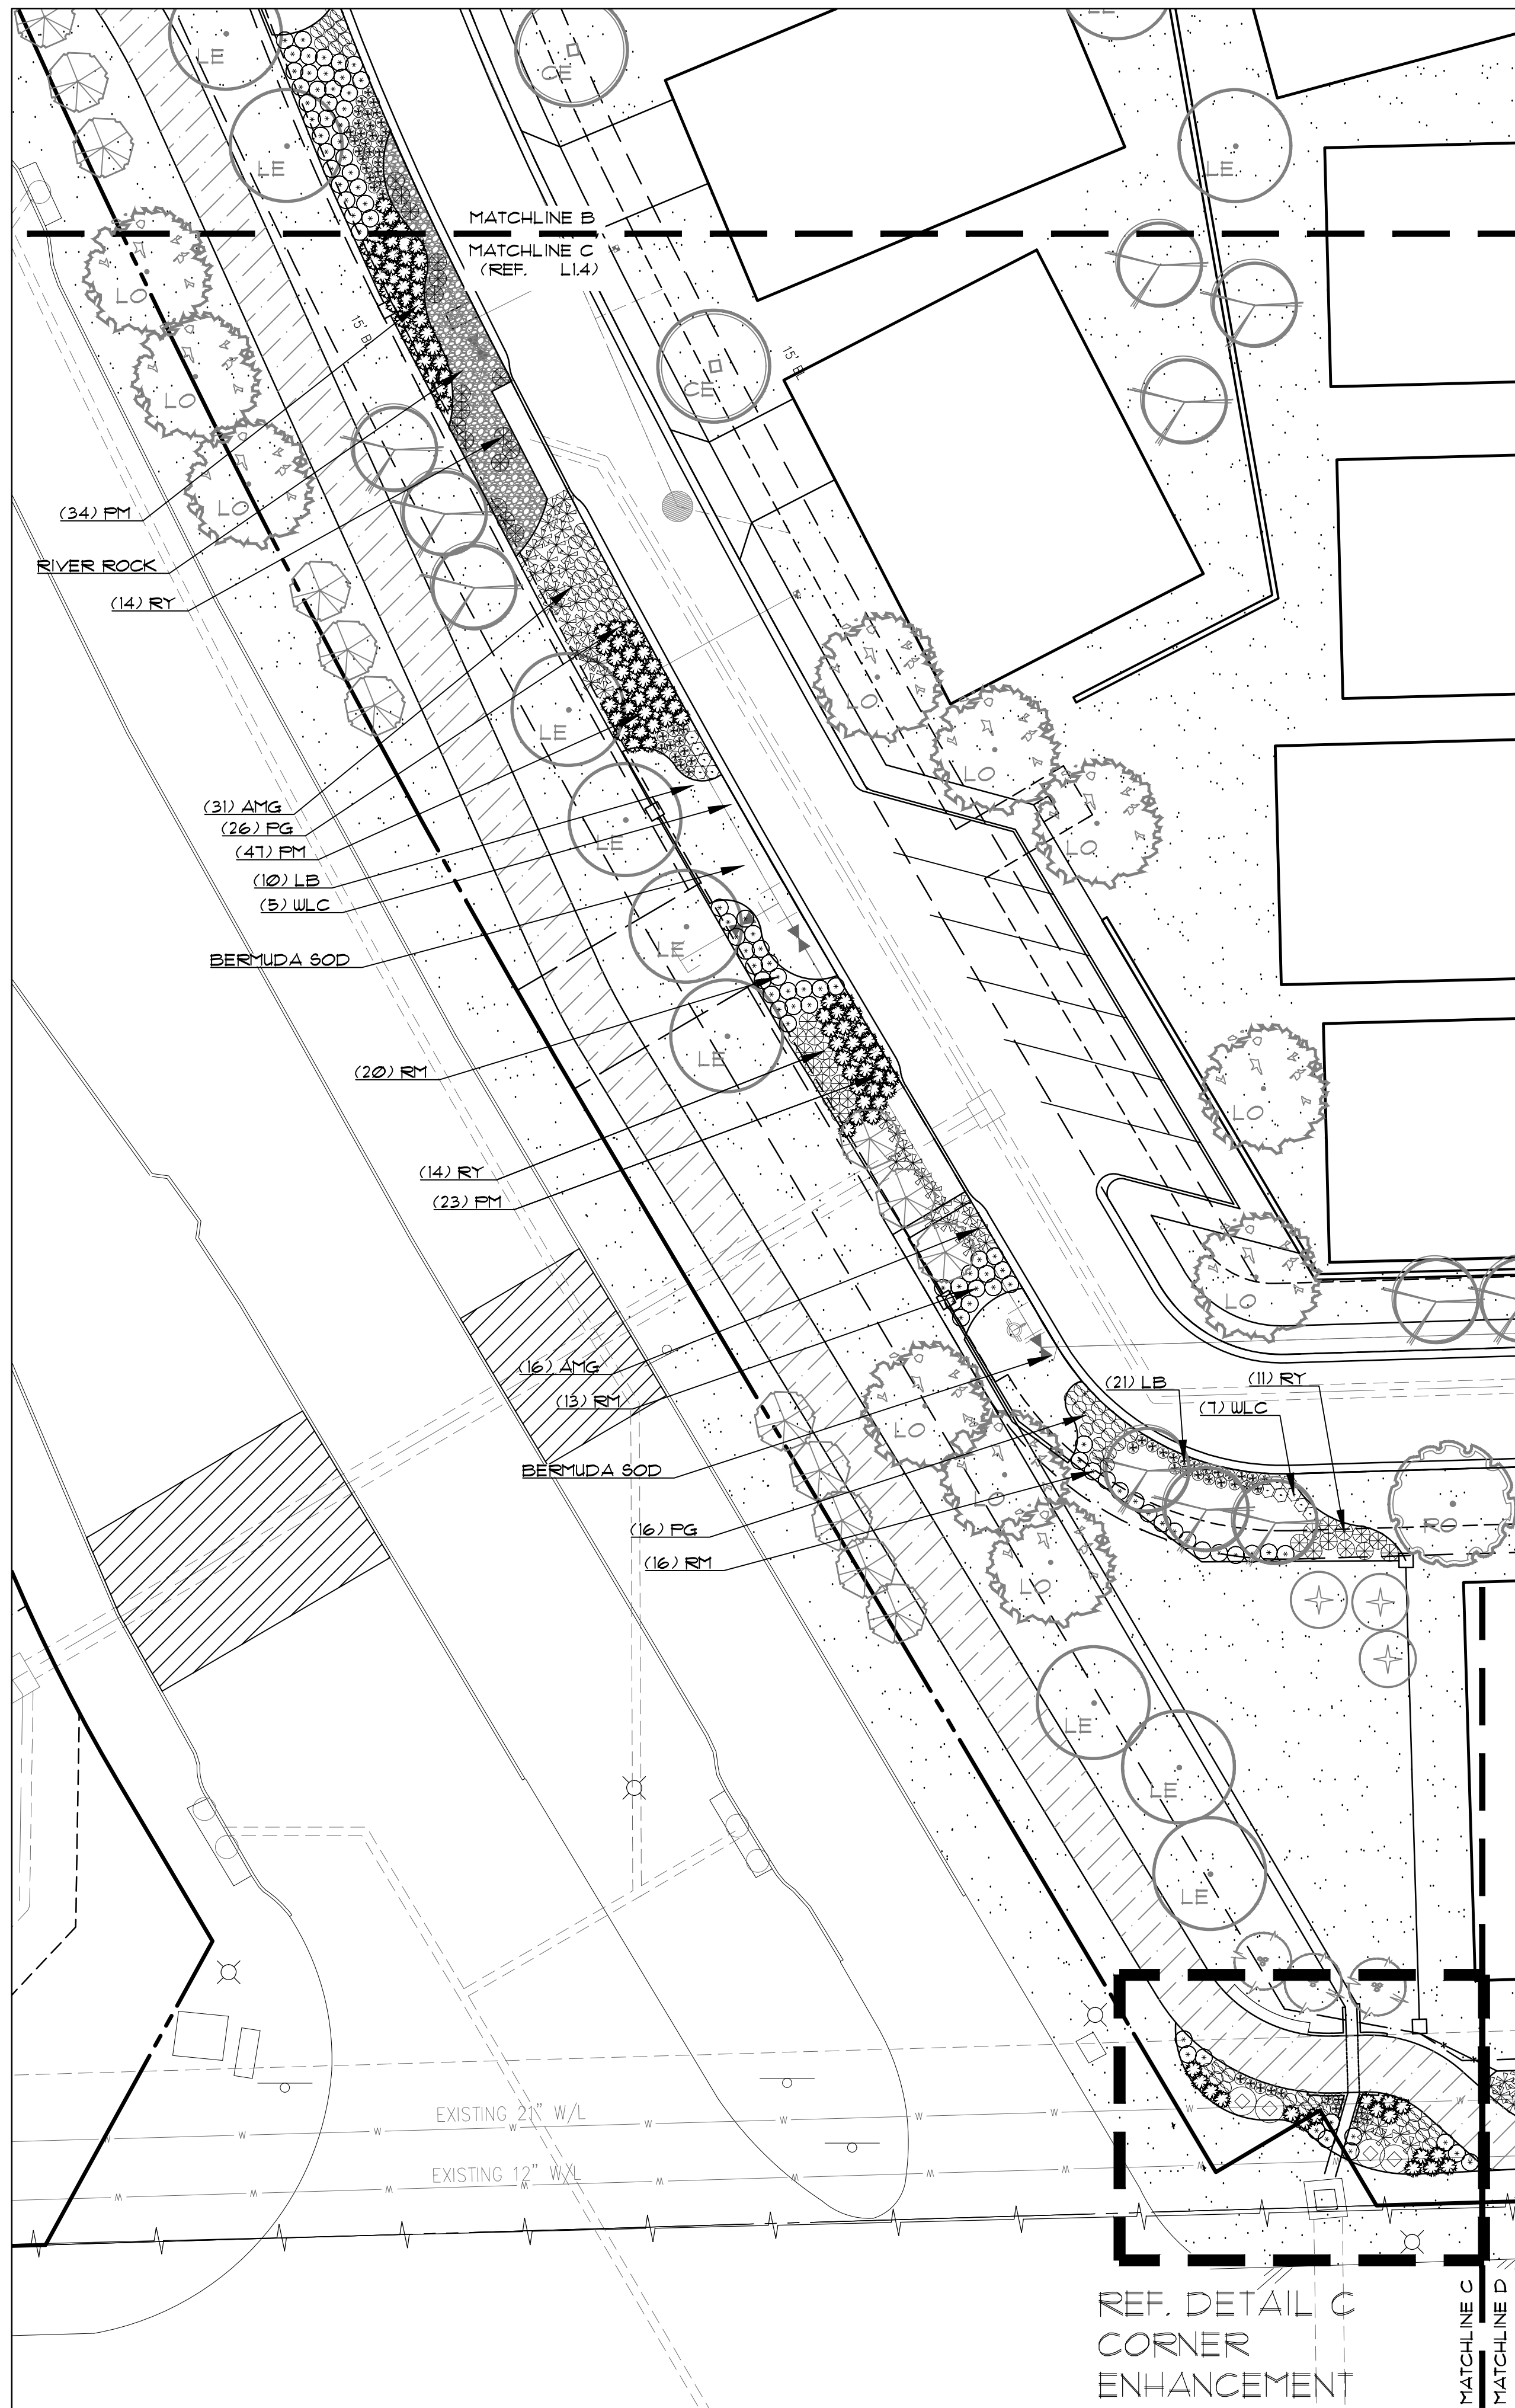 LE
LE
CE
LE
LE
MATCHLINE B
MATCHLINE C
(REF. L1.4)
LO
LO
LO
15' BL
15' BL
CE
(34) PM
RIVER ROCK
(14) RY
LO
LO
LO
LE
LE
(31) AMG
(26) PG
(47) PM
(10) LB
(5) WLC
BERMUDA SOD
LE
LE
(20) RM
LO
(14) RY
(23) PM
LO
(16) AMG
(13) RM
BERMUDA SOD
(21) LB
(11) RY
(7) WLC
LO
LO
LO
RO
(16) PG
(16) RM
LE
LE
LE
EXISTING 21" W/L
W W W W W W W W W W
EXISTING 12" W/L
W W W W W W W W W W
REF. DETAIL C
CORNER
ENHANCEMENT
MATCHLINE C
MATCHLINE D